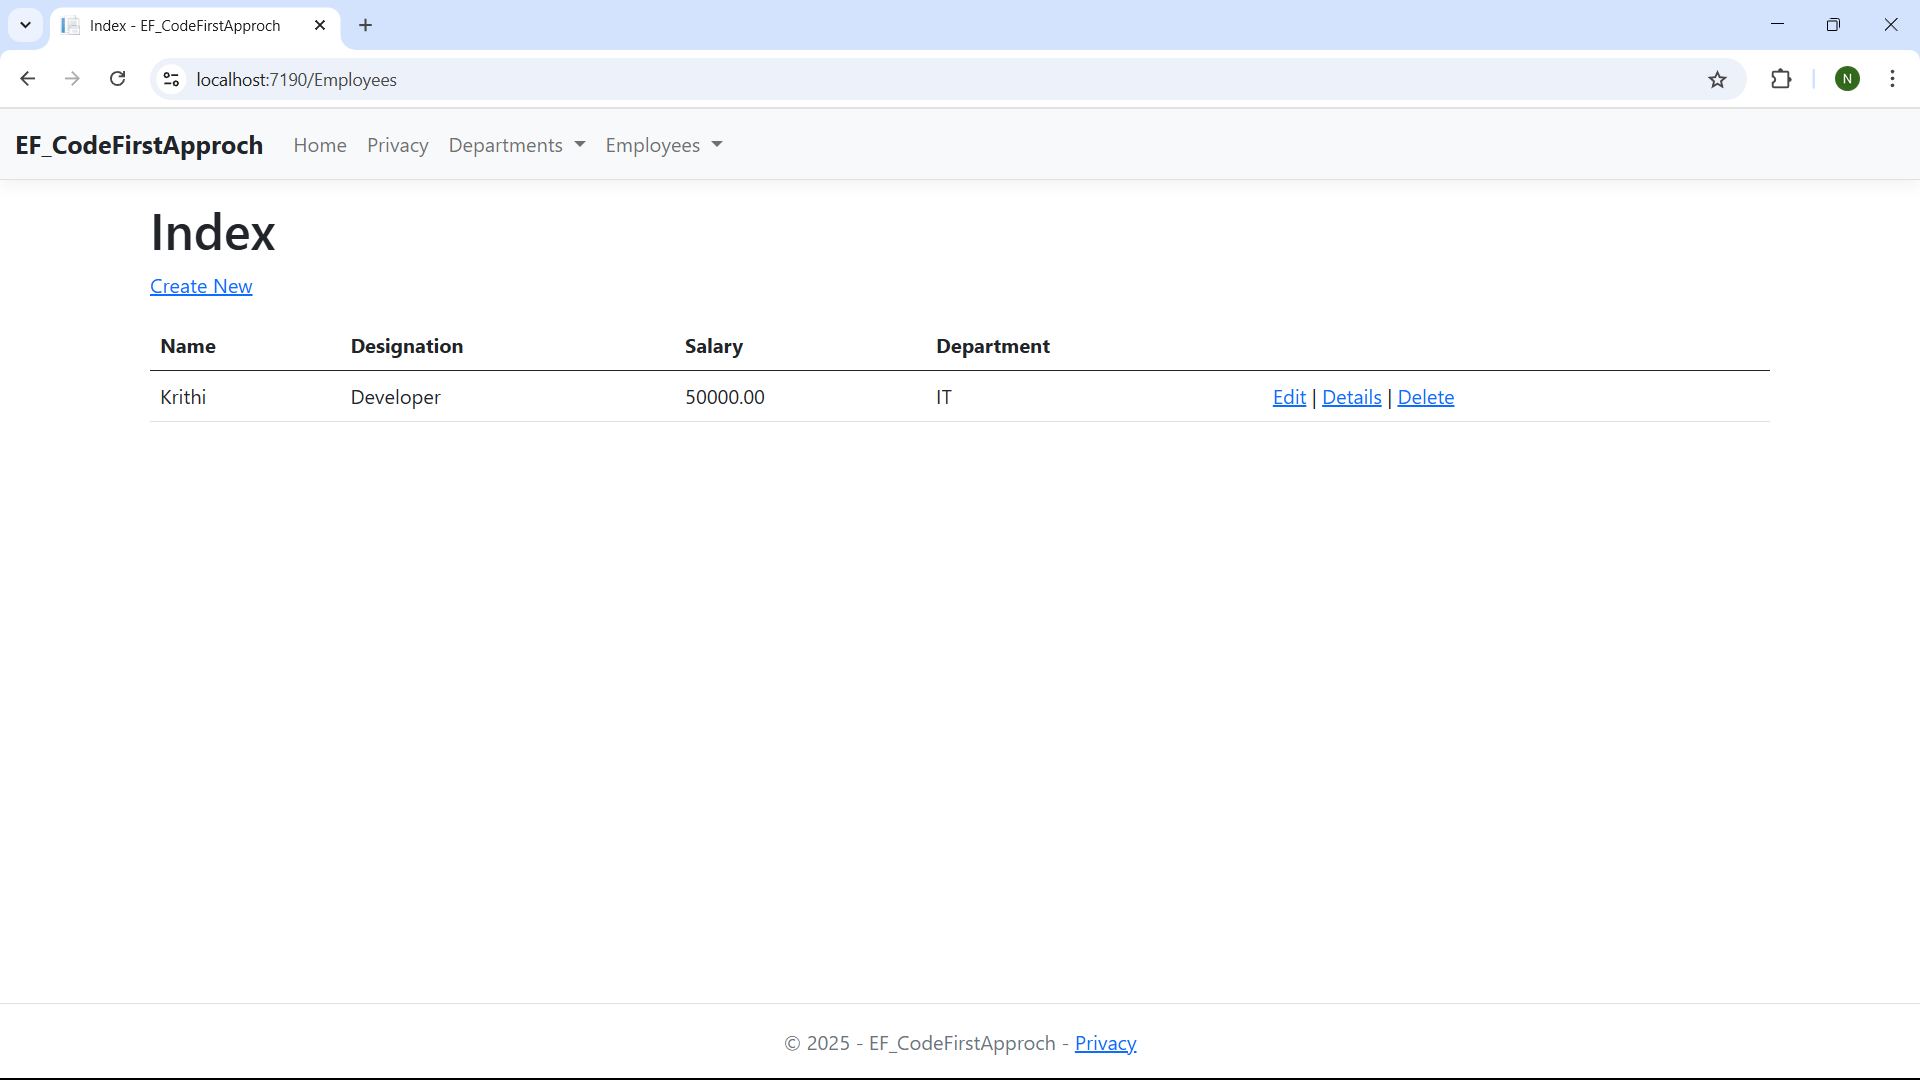 Index - EF_CodeFirstApproch
localhost:7190/Employees
N
EF_CodeFirstApproch Home Privacy Departments Employees
Index
Create New
Name Designation Salary Department
Krithi Developer 50000.00 IT Edit | Details | Delete
© 2025 - EF_CodeFirstApproch - Privacy